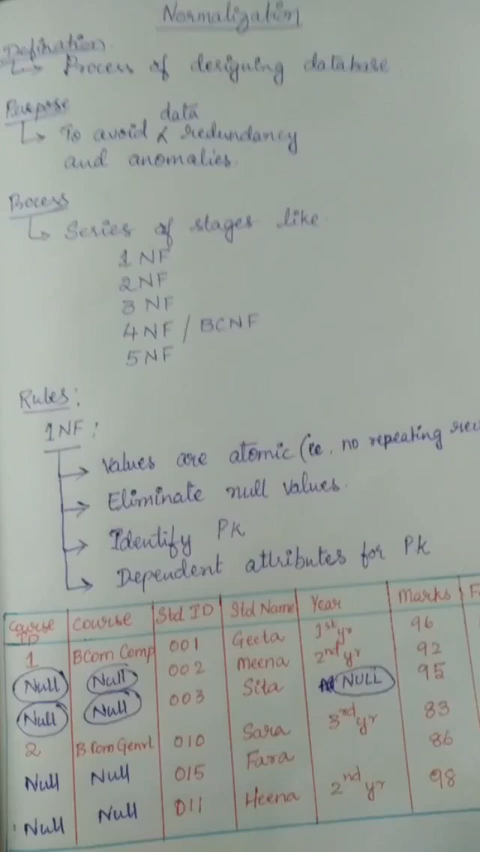 Normalization
Defination
Process of designing database
Purpose
data
To avoid & redundancy
and anomalies.
Process
Series of stages like
1 NF
2 NF
3 NF
4 NF / BCNF
5 NF
Rules:
1NF:
Values are atomic (ie, no repeating
Eliminate null values.
Identify PK
Dependent attributes for PK
Course ID Course Std ID Std Name Year Marks
1 BCom Comp 001 Geeta 1st yr 96
Null Null 002 Meena 2nd yr 92
Null Null 003 Sita NULL 95
2 B Com Genrl 010 Sara 3rd yr 83
Null Null 015 Fara 86
Null Null 011 Heena 2nd yr 98